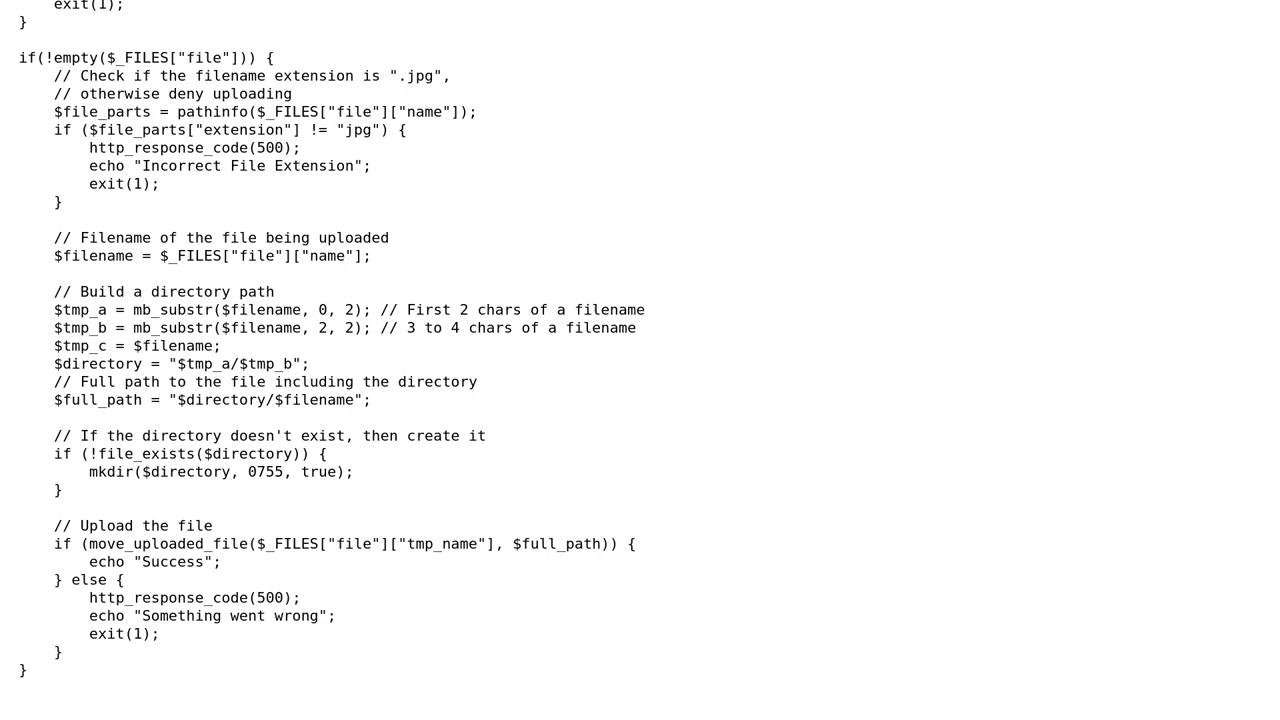 exit(1);
}
if(!empty($_FILES["file"])) {
// Check if the filename extension is ".jpg",
// otherwise deny uploading
$file_parts = pathinfo($_FILES["file"]["name"]);
if ($file_parts["extension"] != "jpg") {
http_response_code(500);
echo "Incorrect File Extension";
exit(1);
}
// Filename of the file being uploaded
$filename = $_FILES["file"]["name"];
// Build a directory path
$tmp_a = mb_substr($filename, 0, 2); // First 2 chars of a filename
$tmp_b = mb_substr($filename, 2, 2); // 3 to 4 chars of a filename
$tmp_c = $filename;
$directory = "$tmp_a/$tmp_b";
// Full path to the file including the directory
$full_path = "$directory/$filename";
// If the directory doesn't exist, then create it
if (!file_exists($directory)) {
mkdir($directory, 0755, true);
}
// Upload the file
if (move_uploaded_file($_FILES["file"]["tmp_name"], $full_path)) {
echo "Success";
} else {
http_response_code(500);
echo "Something went wrong";
exit(1);
}
}